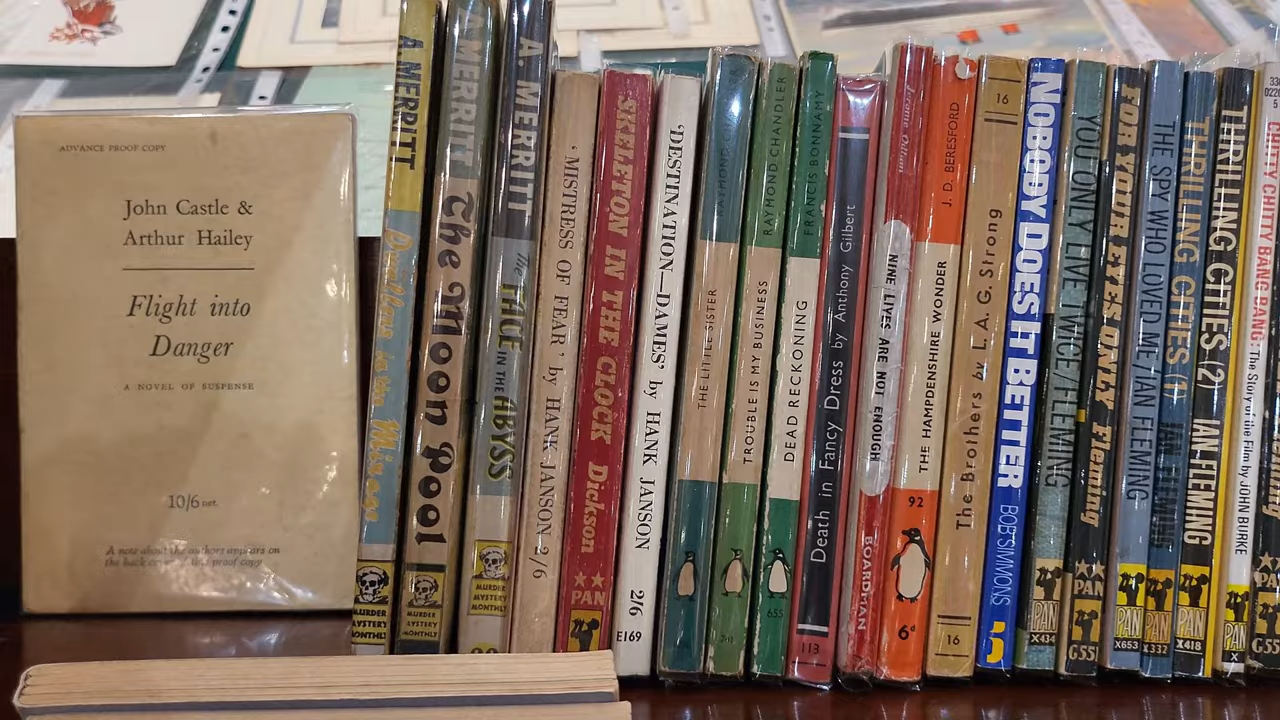 ADVANCE PROOF COPY
John Castle &
Arthur Hailey
Flight into
Danger
A NOVEL OF SUSPENSE
10/6 net.
A note about the authors appears on
the back cover of this proof copy
A. MERRITT
Dwellers in the Mirage
MURDER
MYSTERY
MONTHLY
A. MERRITT
The Moon Pool
MURDER
MYSTERY
MONTHLY
A. MERRITT
The FACE IN THE ABYSS
MURDER
MYSTERY
MONTHLY
'MISTRESS OF FEAR' by HANK JANSON 2/6
SKELETON IN THE CLOCK Dickson
PAN
'DESTINATION—DAMES' by HANK JANSON 2/6
E169
RAYMOND CHANDLER
THE LITTLE SISTER
RAYMOND CHANDLER
TROUBLE IS MY BUSINESS
FRANCIS BONNAMY
DEAD RECKONING
655
Death in Fancy Dress by Anthony Gilbert
113
NINE LIVES ARE NOT ENOUGH
BOARDMAN
J. D. BERESFORD
THE HAMPDENSHIRE WONDER
92
6d
16
The Brothers by L. A. G. Strong
16
NOBODY DOES IT BETTER
BOB SIMMONS
YOU ONLY LIVE TWICE/FLEMING
PAN
X434
FOR YOUR EYES ONLY Fleming
PAN
G551
THE SPY WHO LOVED ME/IAN FLEMING
PAN
X653
THRILLING CITIES (1) IAN FLEMING
PAN
X332
THRILLING CITIES (2) IAN FLEMING
PAN
X418
CHITTY CHITTY BANG BANG The Story of the Film by JOHN BURKE
PAN
X
330
0220
5
PAN
G55